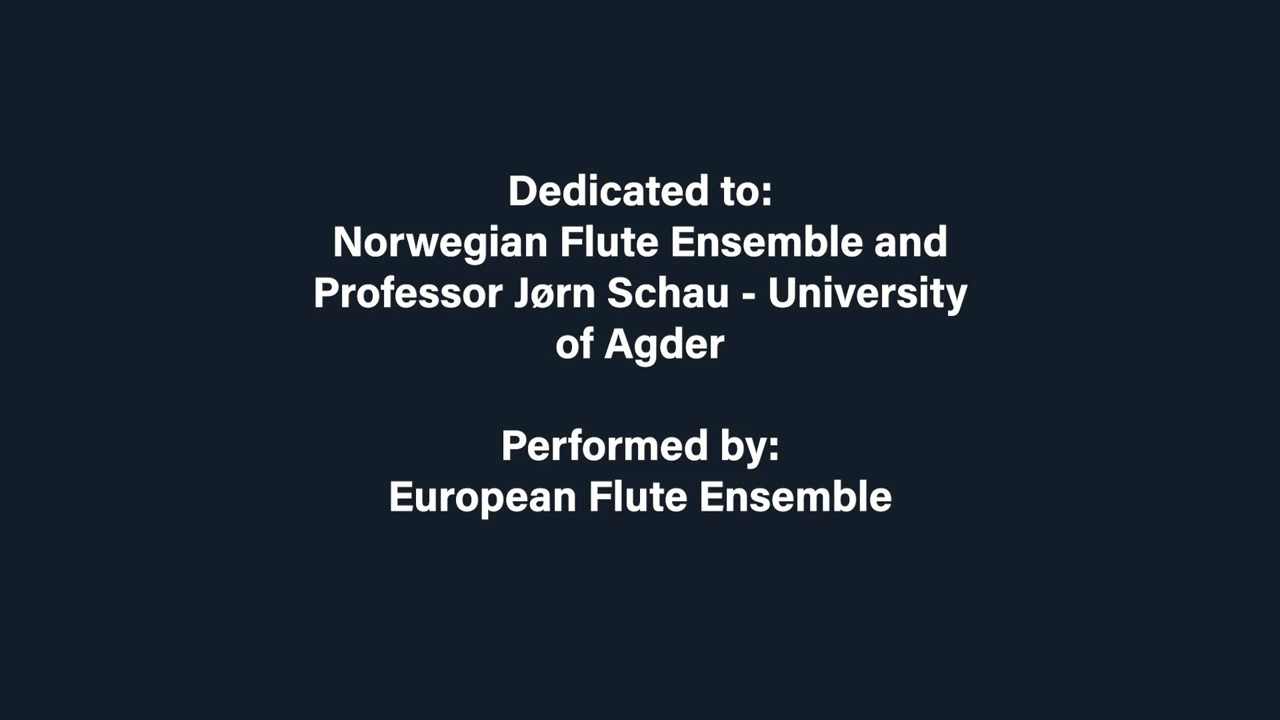 Dedicated to:
Norwegian Flute Ensemble and
Professor Jørn Schau - University
of Agder
Performed by:
European Flute Ensemble